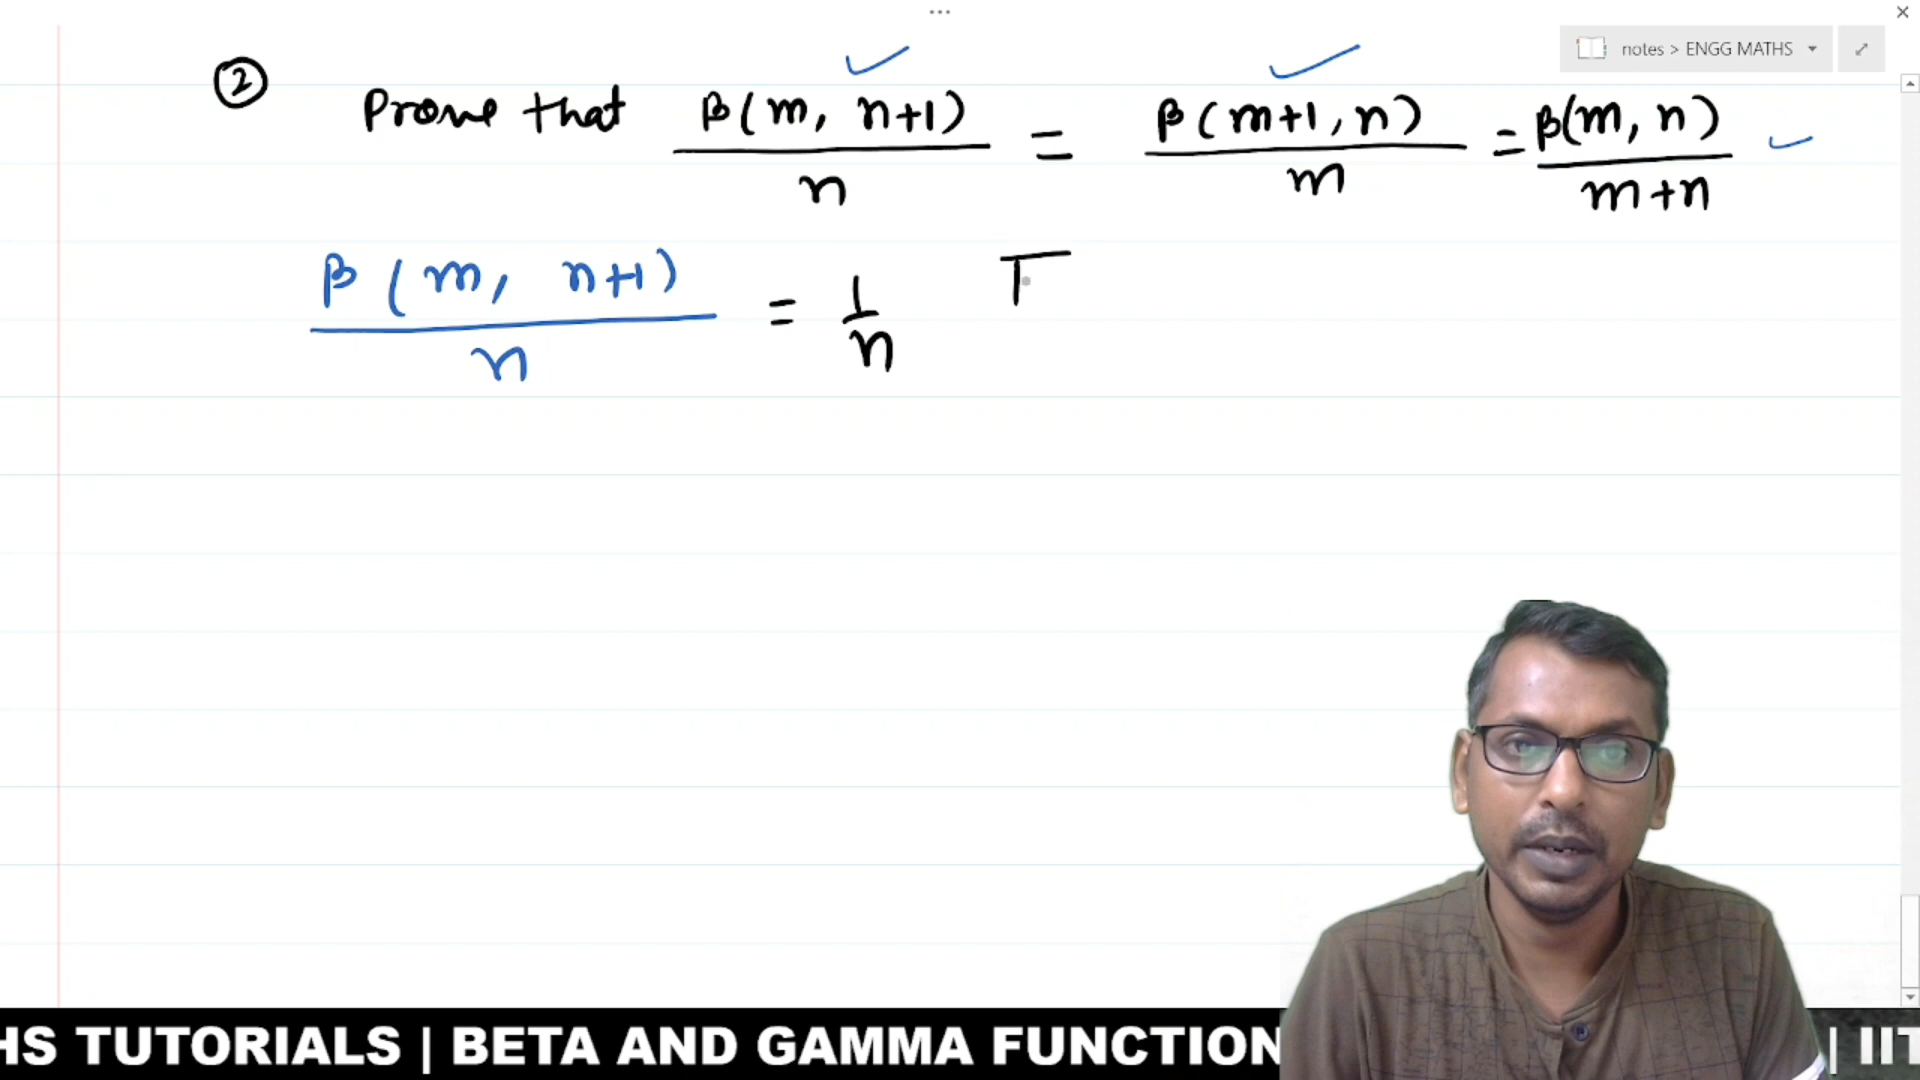 notes > ENGG MATHS
② Prove that β(m, n+1)/n = β(m+1, n)/m = β(m, n)/m+n
β(m, n+1)/n = 1/n Γ
HS TUTORIALS | BETA AND GAMMA FUNCTION | IIT